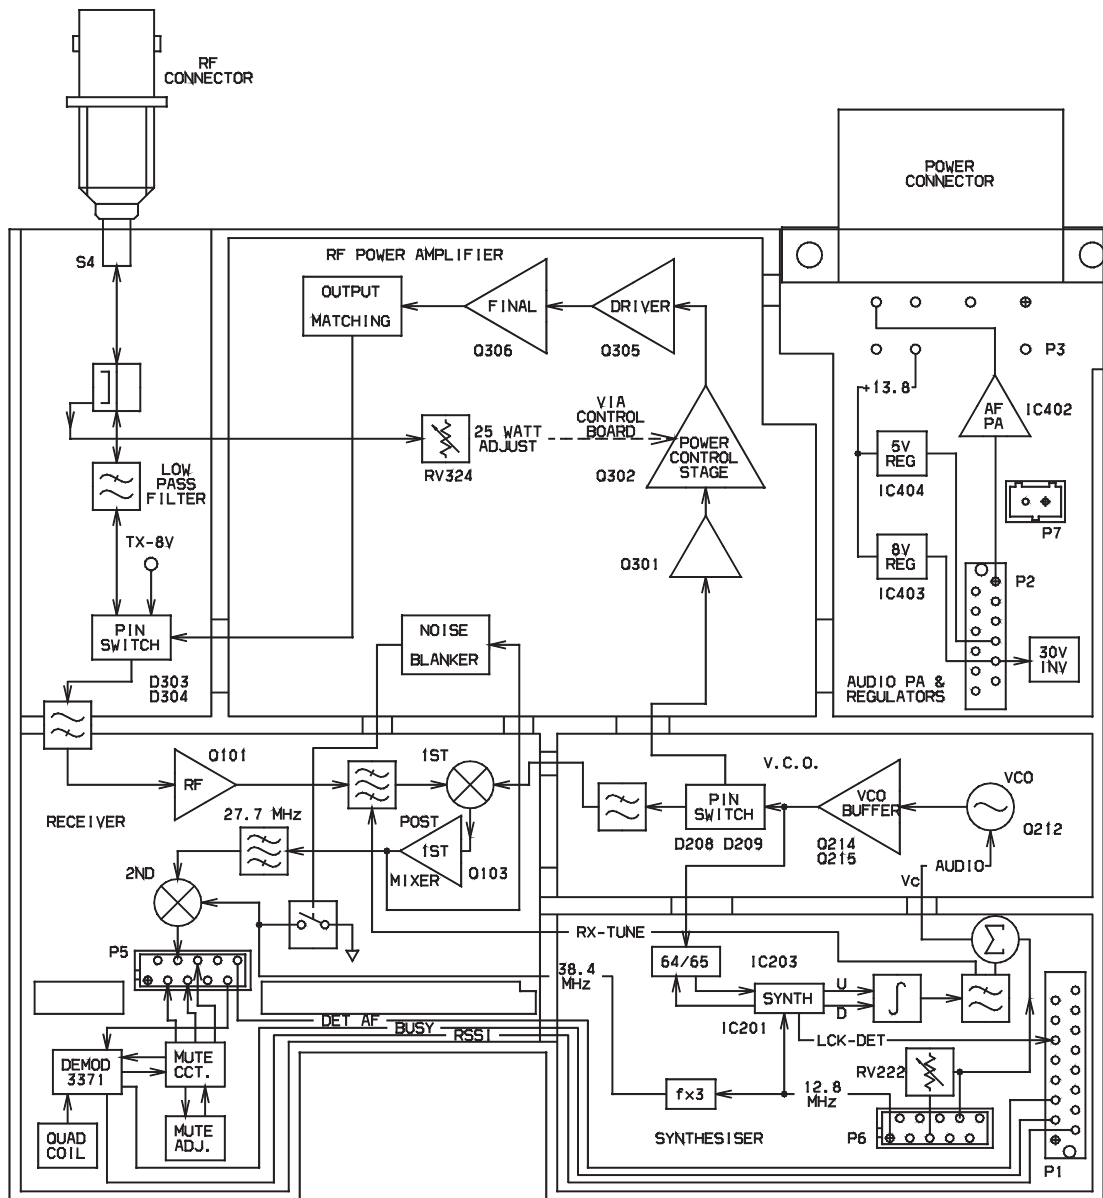 RF
CONNECTOR
POWER
CONNECTOR
S4
RF POWER AMPLIFIER
OUTPUT
MATCHING
FINAL
DRIVER
Q306
Q305
P3
+13.8
AF
PA
IC402
VIA
CONTROL
BOARD
25 WATT
ADJUST
RV324
POWER
CONTROL
STAGE
Q302
5V
REG
IC404
LOW
PASS
FILTER
P7
TX-8V
Q301
8V
REG
IC403
P2
PIN
SWITCH
NOISE
BLANKER
30V
INV
D303
D304
AUDIO PA &
REGULATORS
Q101
1ST
RF
V.C.O.
VCO
VCO
BUFFER
PIN
SWITCH
RECEIVER
27.7 MHz
POST
1ST
MIXER
Q103
D208 D209
Q214
Q215
Q212
2ND
AUDIO
Vc
P5
RX-TUNE
Σ
38.4
MHz
64/65
IC203
SYNTH
U
D
IC201
∫
DET AF
BUSY
RSSI
LCK-DET
DEMOD
3371
MUTE
CCT.
RV222
fx3
12.8
MHz
QUAD
COIL
MUTE
ADJ.
SYNTHESISER
P6
P1